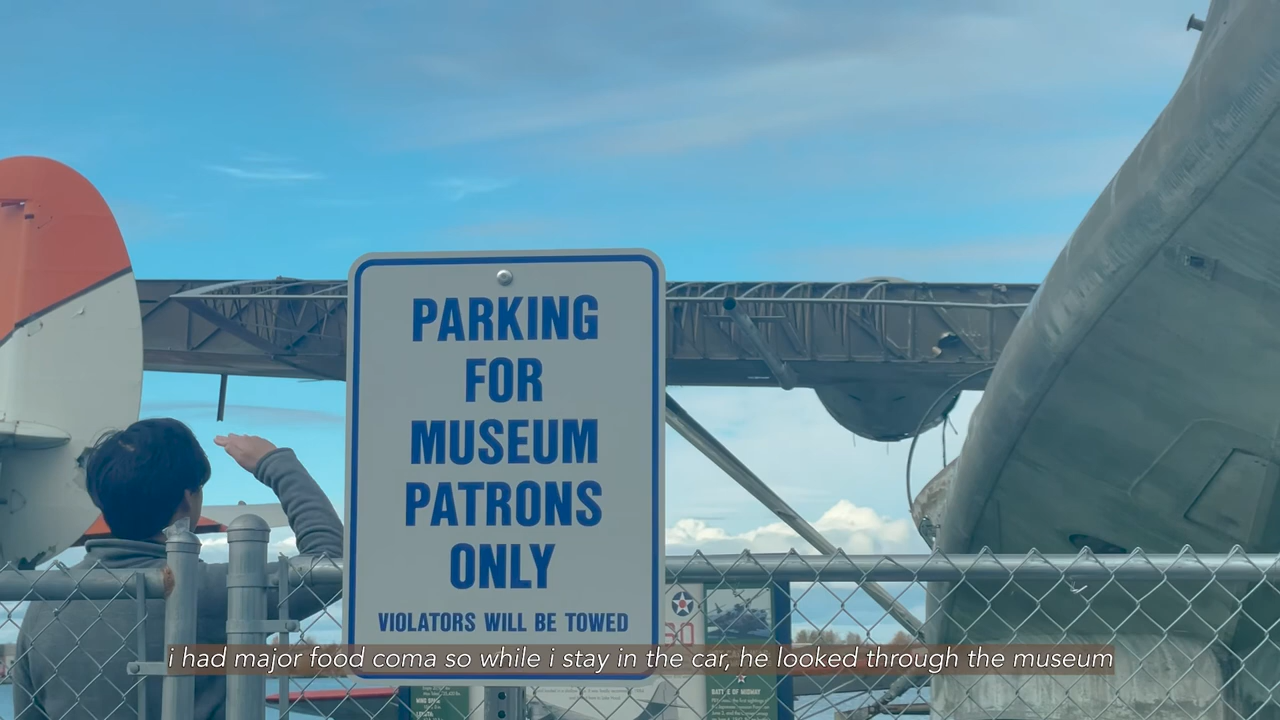 PARKING
FOR
MUSEUM
PATRONS
ONLY
VIOLATORS WILL BE TOWED
i had major food coma so while i stay in the car, he looked through the museum